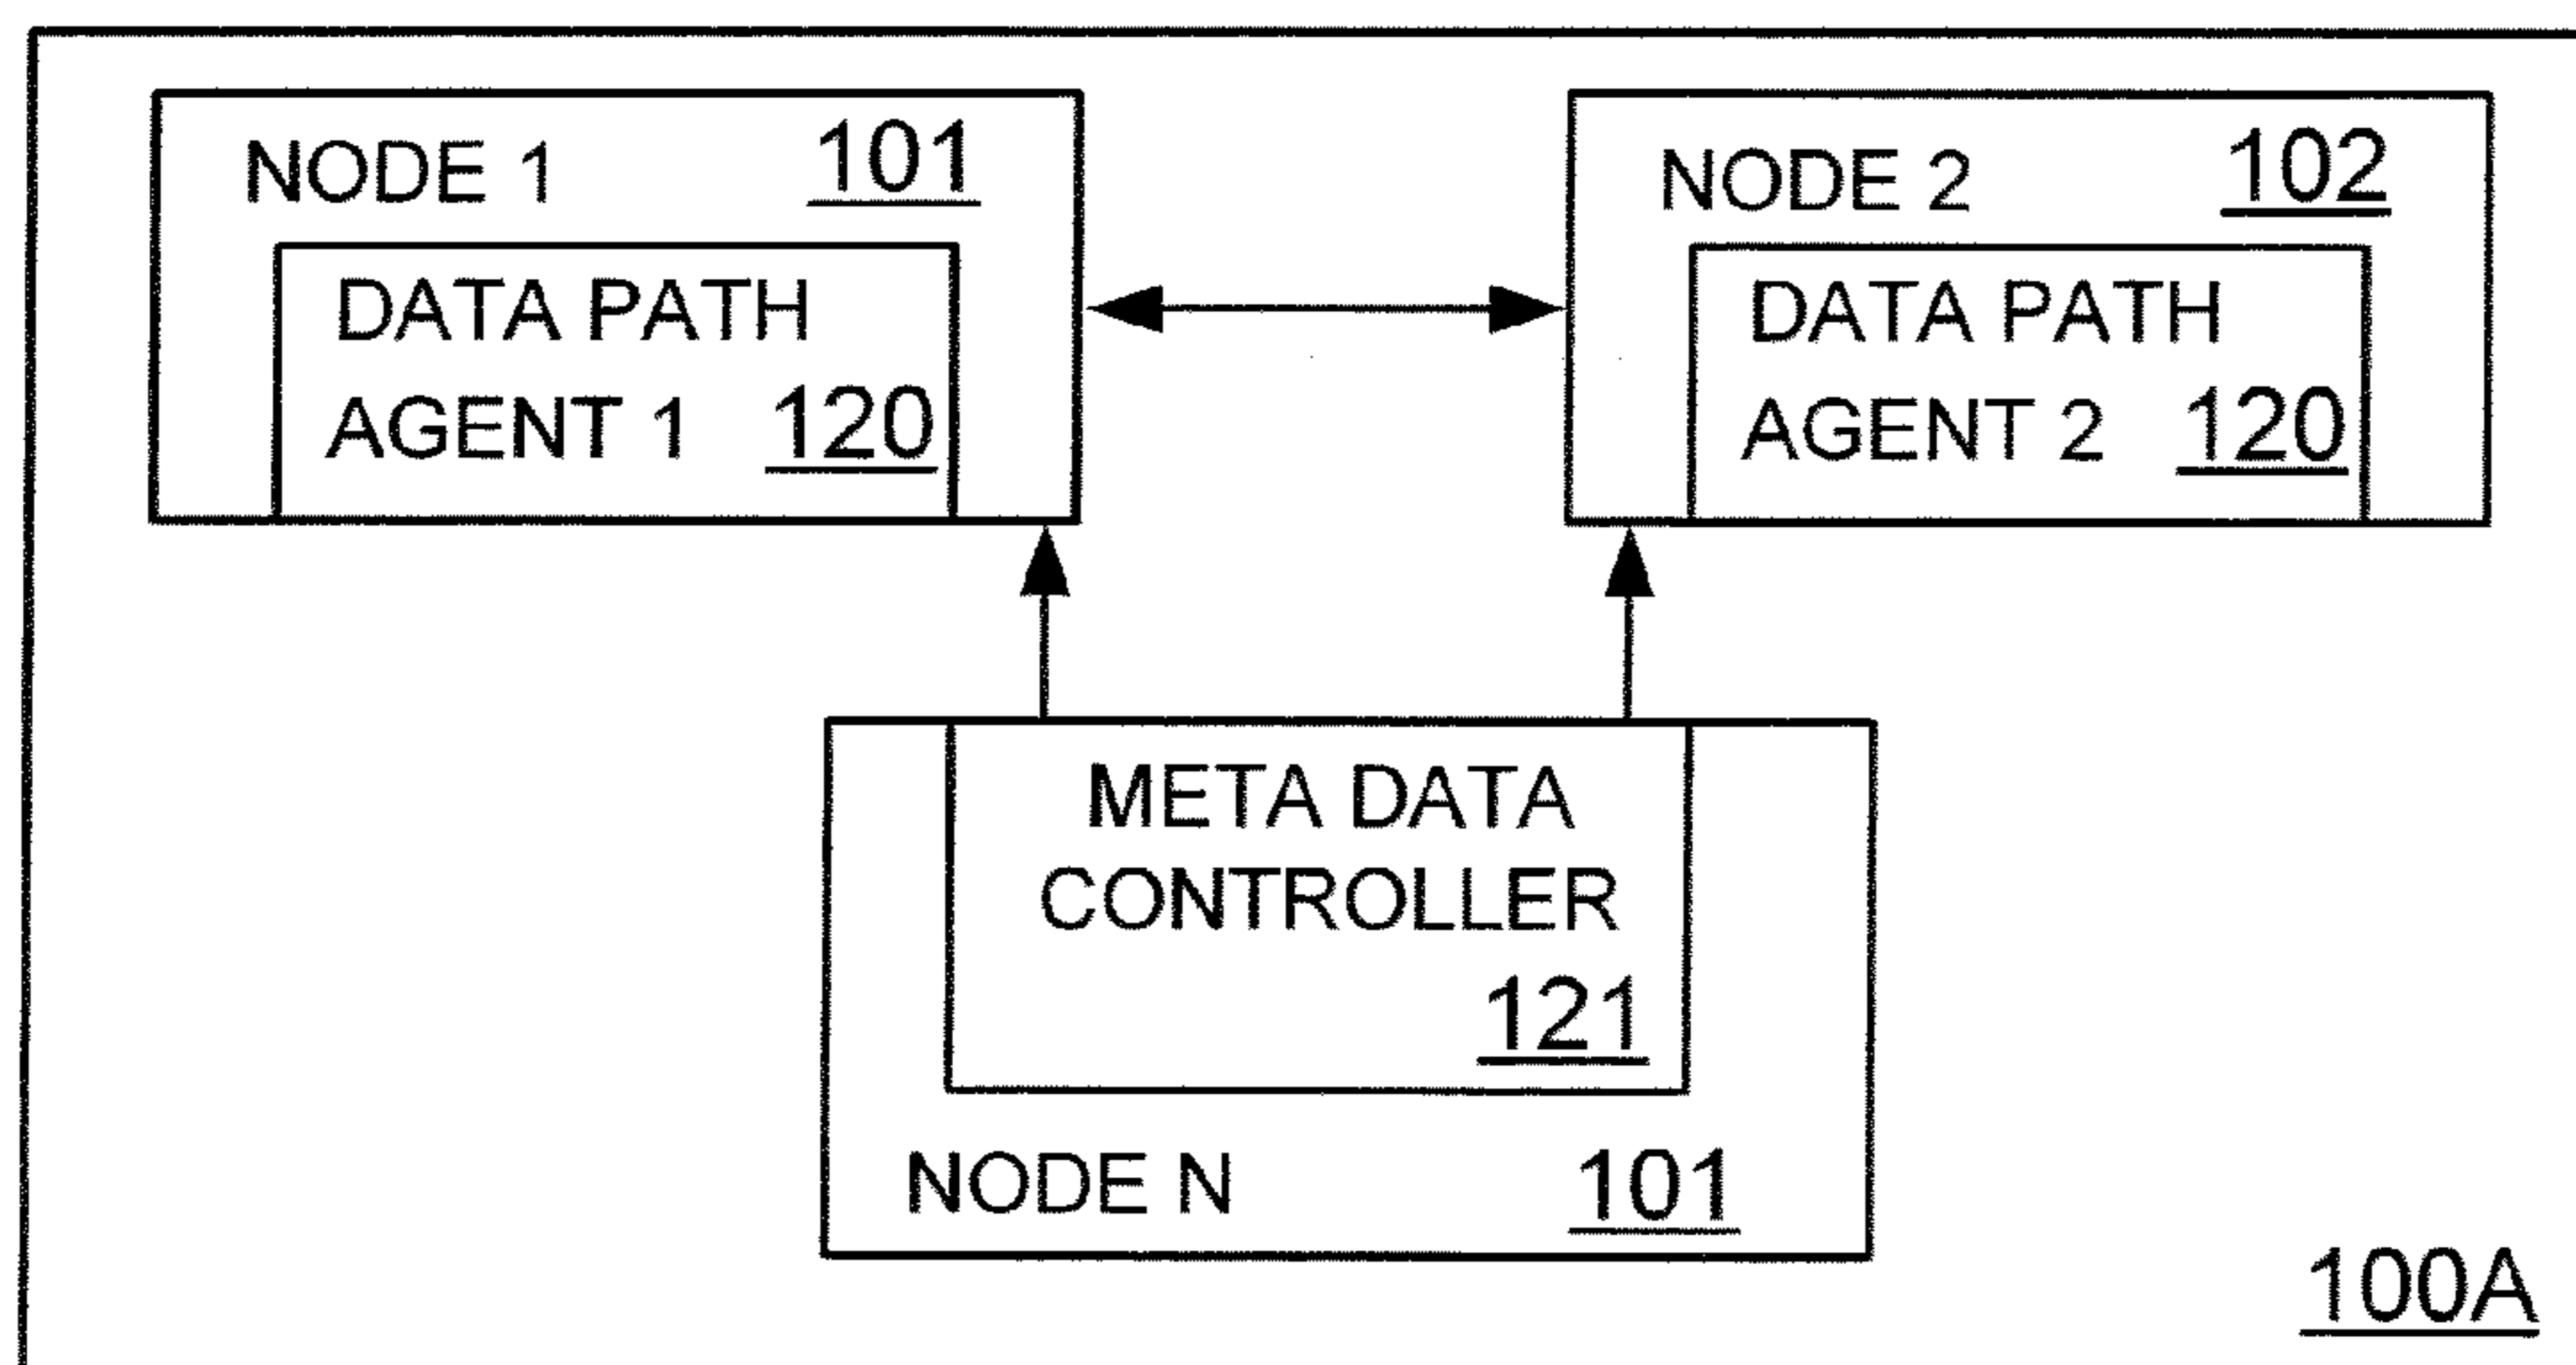 NODE 1 101
DATA PATH
AGENT 1 120
NODE 2 102
DATA PATH
AGENT 2 120
META DATA
CONTROLLER
121
NODE N 101
100A